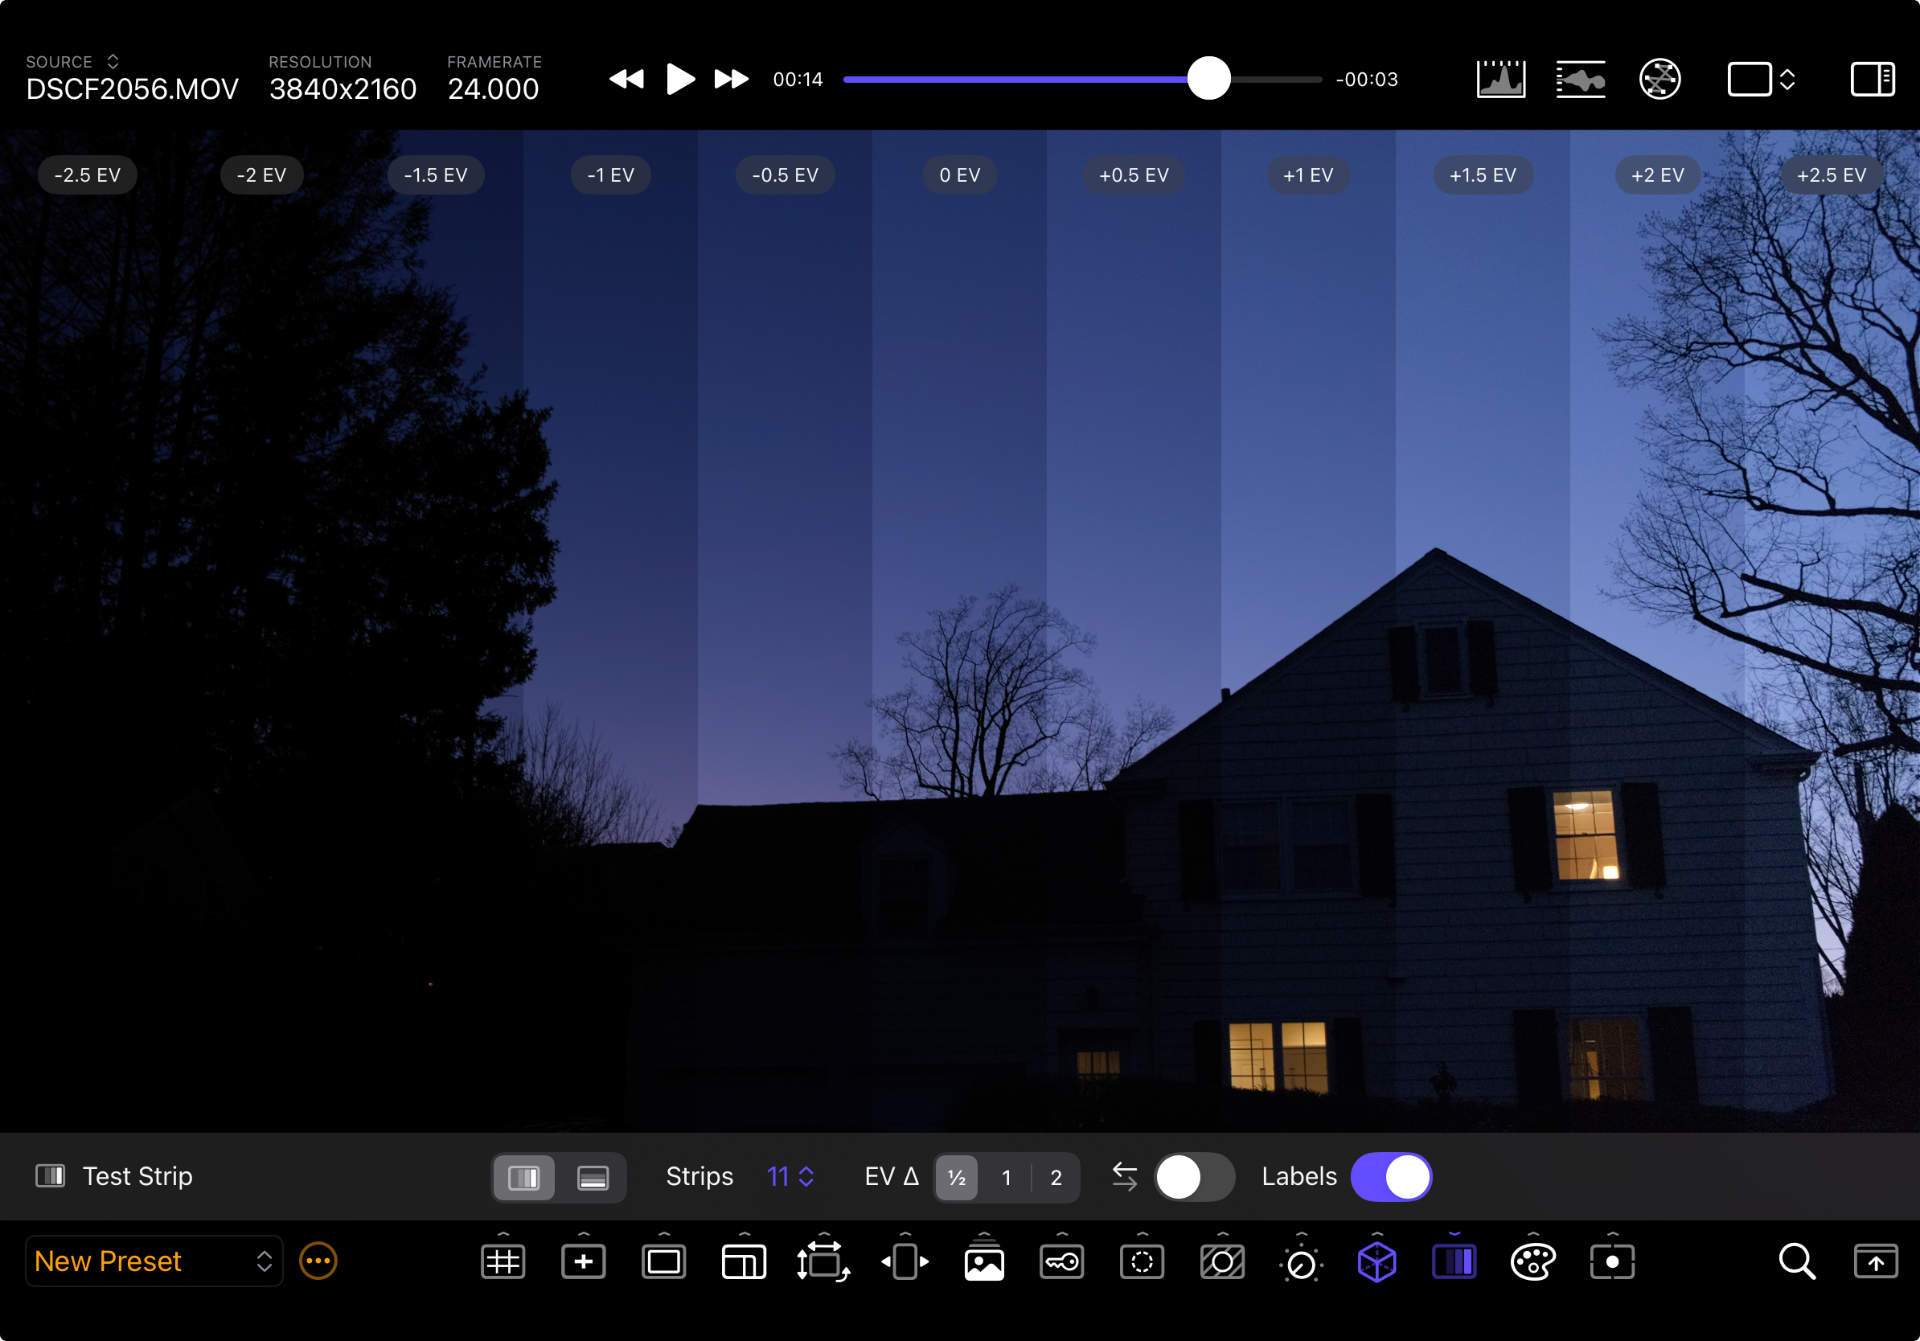 SOURCE RESOLUTION FRAMERATE
DSCF2056.MOV 3840x2160 24.000 00:14 -00:03
-2.5 EV -2 EV -1.5 EV -1 EV -0.5 EV 0 EV +0.5 EV +1 EV +1.5 EV +2 EV +2.5 EV
Test Strip Strips 11 EV Δ ½ 1 2 Labels
New Preset